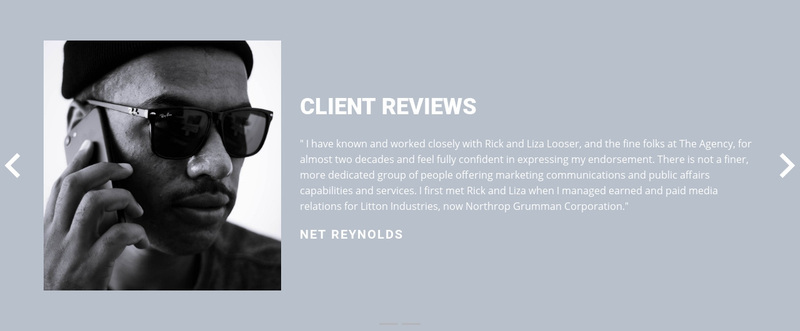 CLIENT REVIEWS
" I have known and worked closely with Rick and Liza Looser, and the fine folks at The Agency, for
almost two decades and feel fully confident in expressing my endorsement. There is not a finer,
more dedicated group of people offering marketing communications and public affairs
capabilities and services. I first met Rick and Liza when I managed earned and paid media
relations for Litton Industries, now Northrop Grumman Corporation."
NET REYNOLDS
Ray-Ban